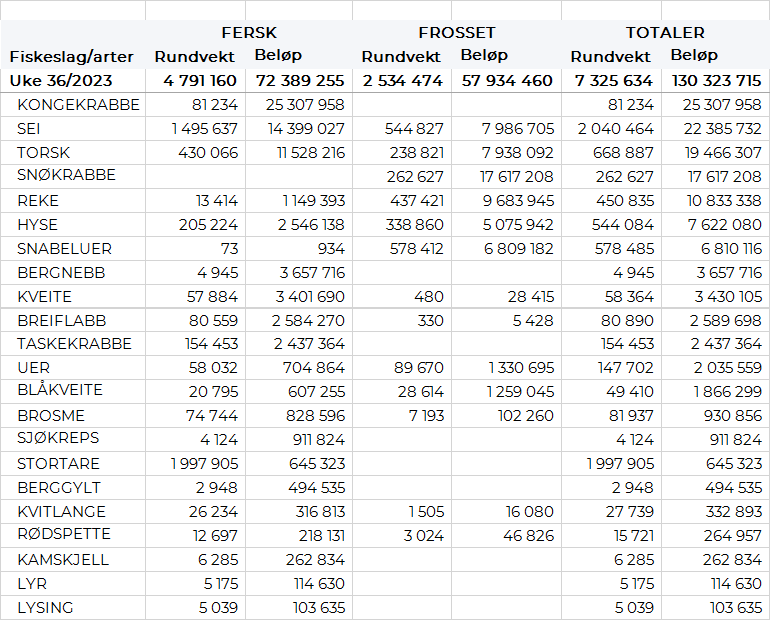 FERSK FROSSET TOTALER
Fiskeslag/arter Rundvekt Beløp Rundvekt Beløp Rundvekt Beløp
Uke 36/2023 4 791 160 72 389 255 2 534 474 57 934 460 7 325 634 130 323 715
KONGEKRABBE 81 234 25 307 958 81 234 25 307 958
SEI 1 495 637 14 399 027 544 827 7 986 705 2 040 464 22 385 732
TORSK 430 066 11 528 216 238 821 7 938 092 668 887 19 466 307
SNØKRABBE 262 627 17 617 208 262 627 17 617 208
REKE 13 414 1 149 393 437 421 9 683 945 450 835 10 833 338
HYSE 205 224 2 546 138 338 860 5 075 942 544 084 7 622 080
SNABELUER 73 934 578 412 6 809 182 578 485 6 810 116
BERGNEBB 4 945 3 657 716 4 945 3 657 716
KVEITE 57 884 3 401 690 480 28 415 58 364 3 430 105
BREIFLABB 80 559 2 584 270 330 5 428 80 890 2 589 698
TASKEKRABBE 154 453 2 437 364 154 453 2 437 364
UER 58 032 704 864 89 670 1 330 695 147 702 2 035 559
BLÅKVEITE 20 795 607 255 28 614 1 259 045 49 410 1 866 299
BROSME 74 744 828 596 7 193 102 260 81 937 930 856
SJØKREPS 4 124 911 824 4 124 911 824
STORTARE 1 997 905 645 323 1 997 905 645 323
BERGGYLT 2 948 494 535 2 948 494 535
KVITLANGE 26 234 316 813 1 505 16 080 27 739 332 893
RØDSPETTE 12 697 218 131 3 024 46 826 15 721 264 957
KAMSKJELL 6 285 262 834 6 285 262 834
LYR 5 175 114 630 5 175 114 630
LYSING 5 039 103 635 5 039 103 635